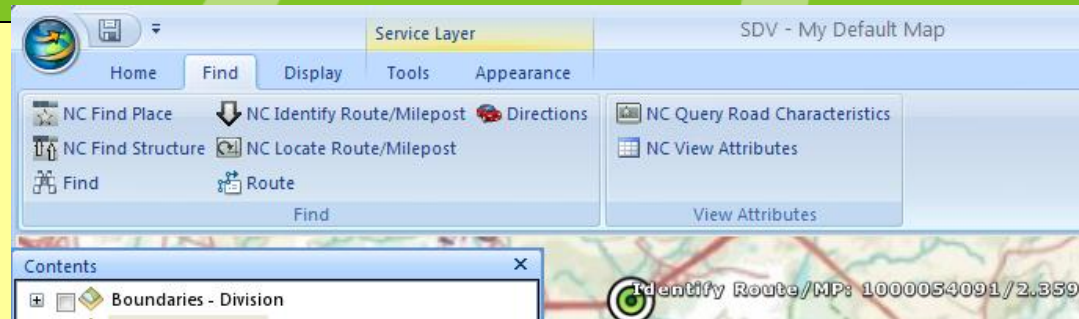 Service Layer
SDV - My Default Map
Home Find Display Tools Appearance
NC Find Place NC Identify Route/Milepost Directions NC Query Road Characteristics
NC Find Structure NC Locate Route/Milepost NC View Attributes
Find Route
Find View Attributes
Contents
Boundaries - Division
Identify Route/MP: 1000054091/2.359